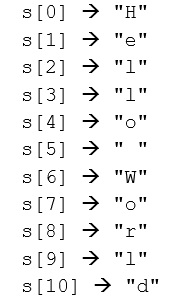 s[0] → "H"
s[1] → "e"
s[2] → "l"
s[3] → "l"
s[4] → "o"
s[5] → " "
s[6] → "W"
s[7] → "o"
s[8] → "r"
s[9] → "l"
s[10] → "d"